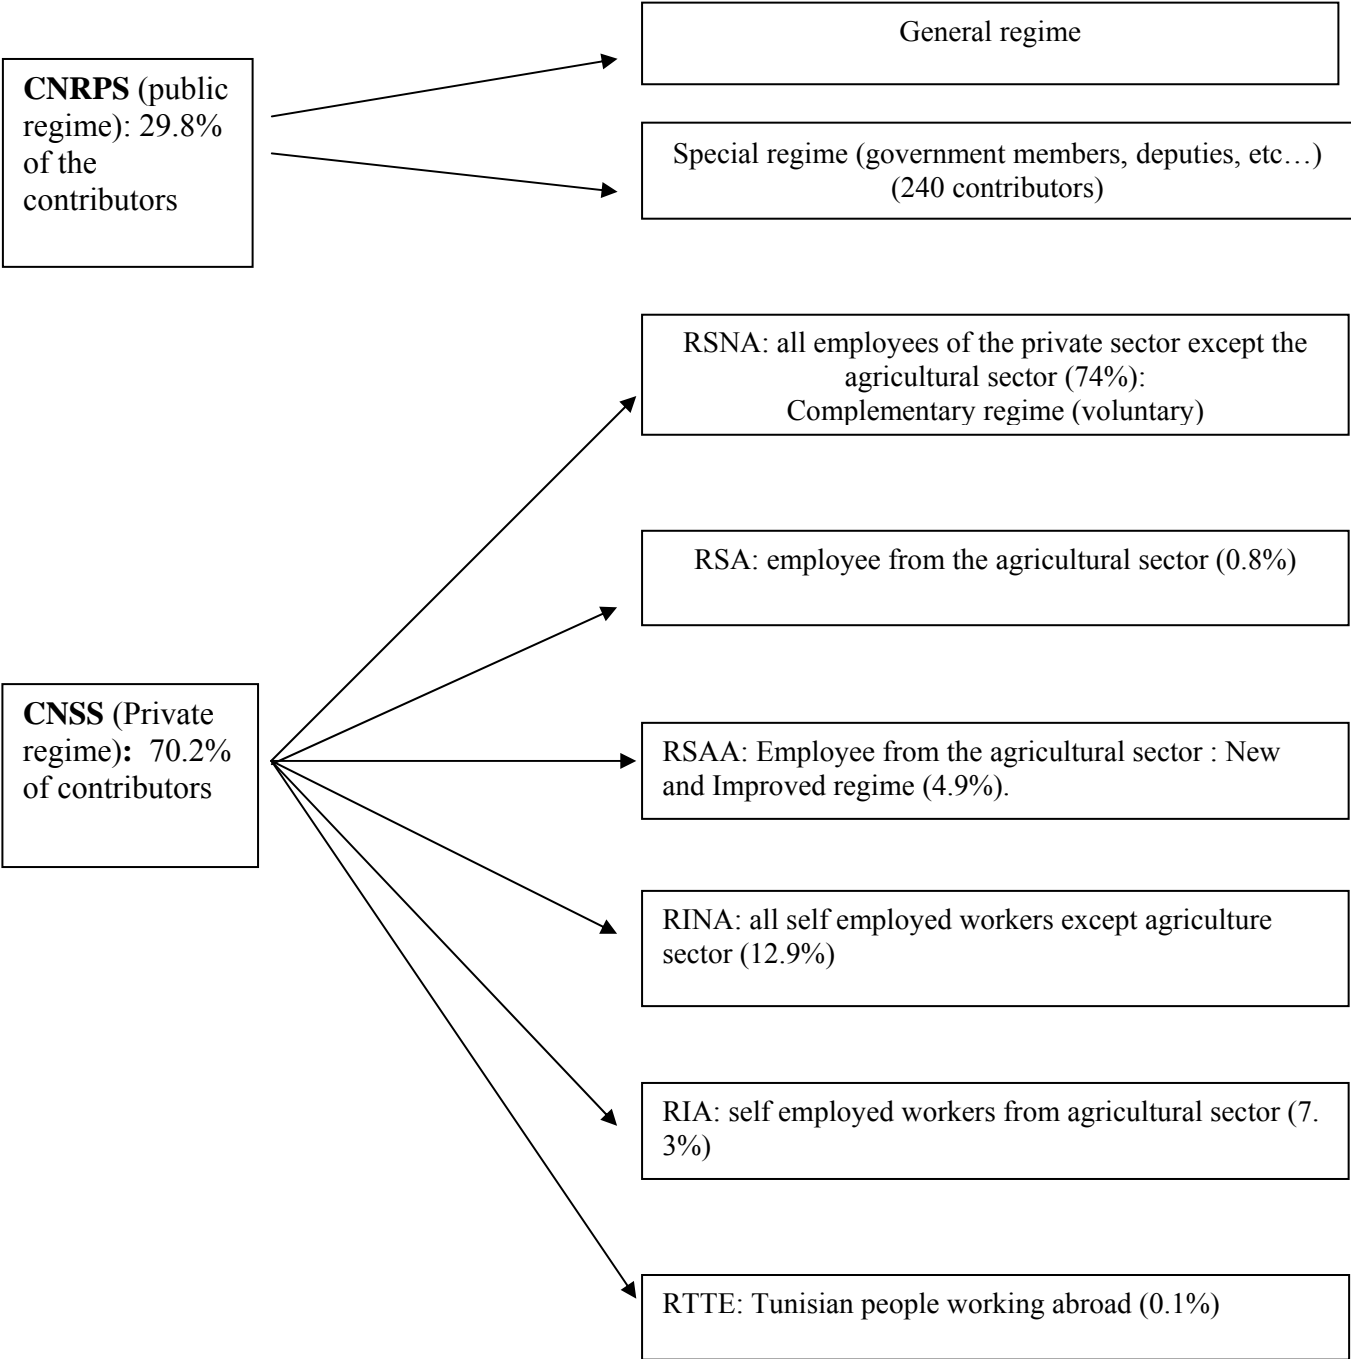 General regime
CNRPS (public
regime): 29.8%
of the
contributors
Special regime (government members, deputies, etc…)
(240 contributors)
RSNA: all employees of the private sector except the
agricultural sector (74%):
Complementary regime (voluntary)
RSA: employee from the agricultural sector (0.8%)
CNSS (Private
regime): 70.2%
of contributors
RSAA: Employee from the agricultural sector : New
and Improved regime (4.9%).
RINA: all self employed workers except agriculture
sector (12.9%)
RIA: self employed workers from agricultural sector (7.
3%)
RTTE: Tunisian people working abroad (0.1%)